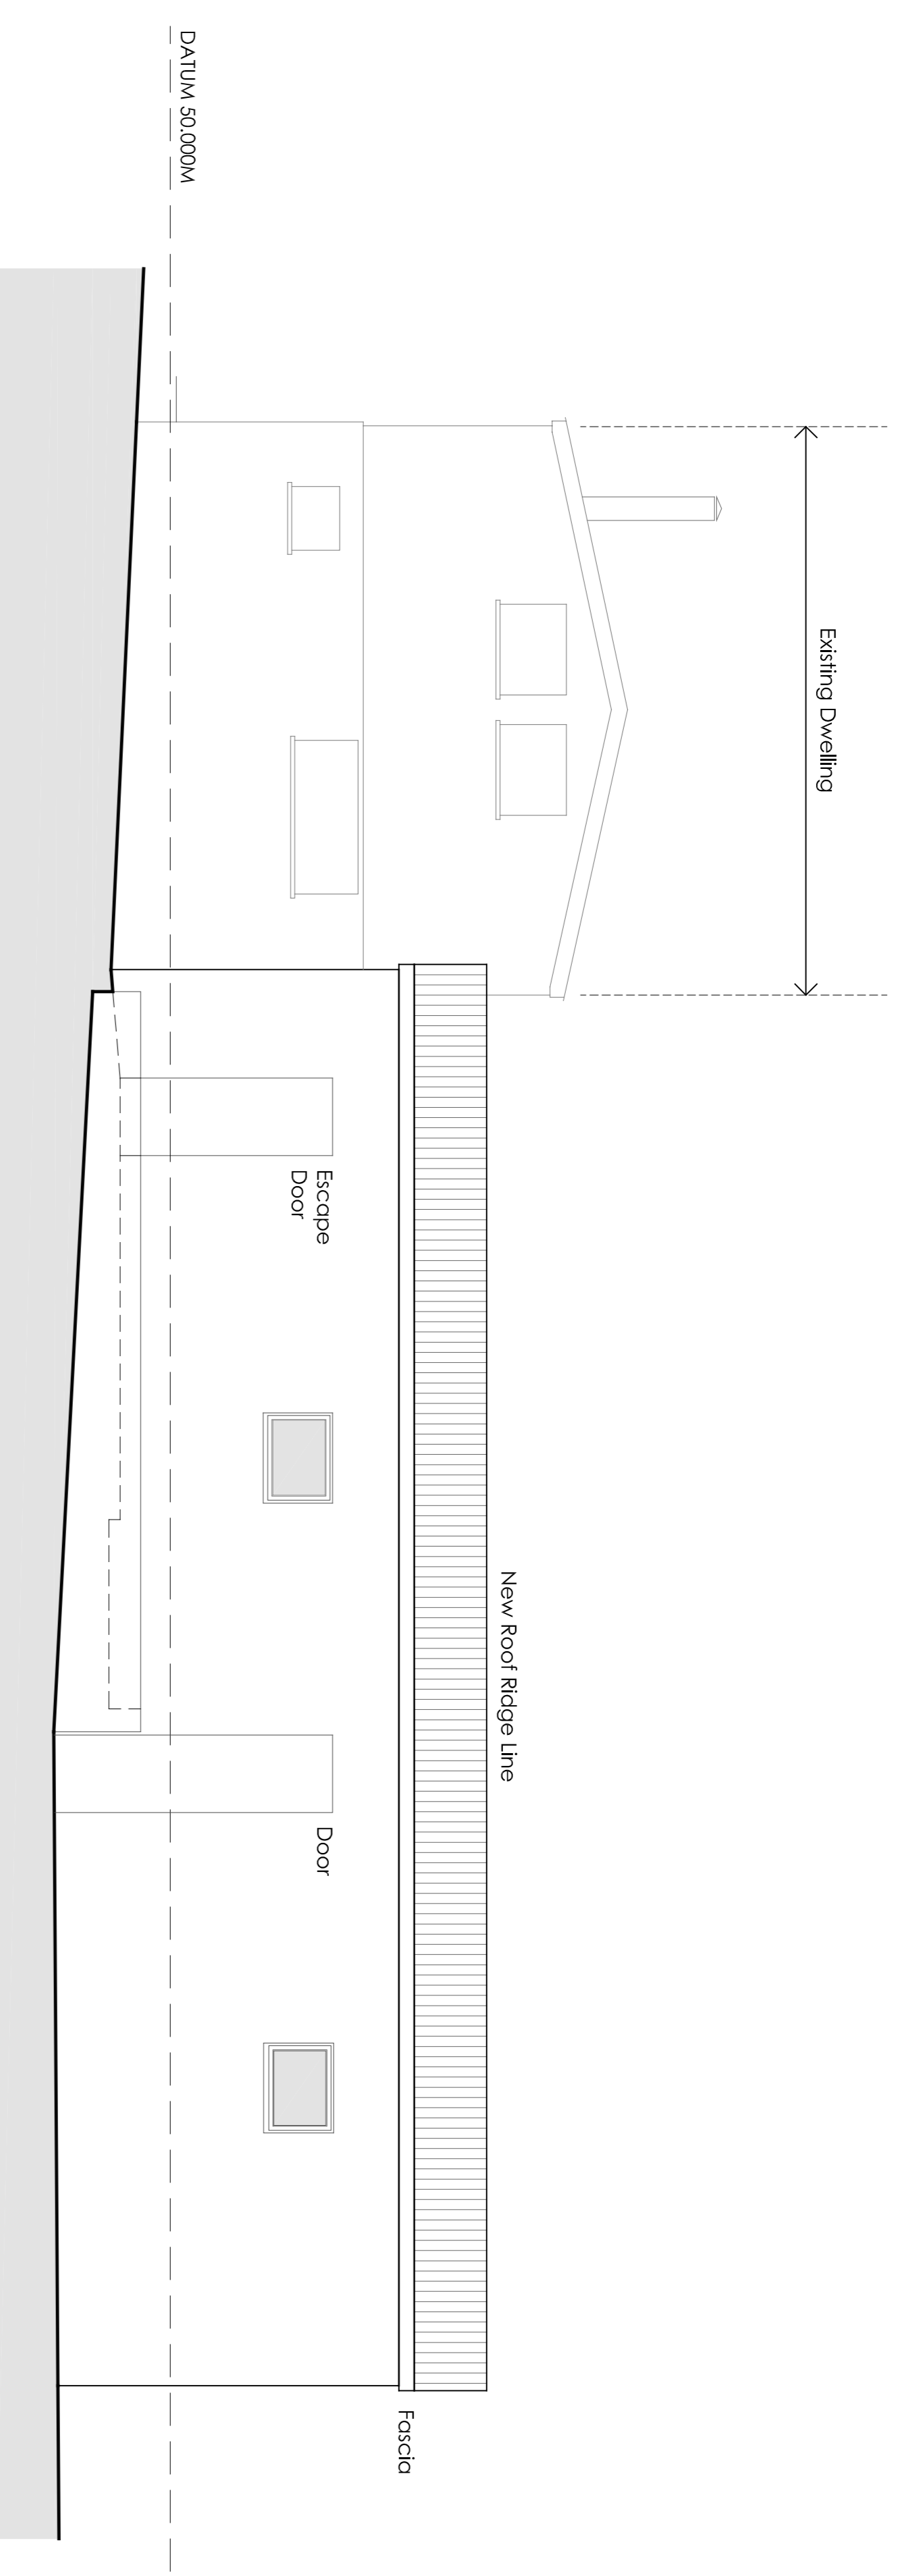 Existing Dwelling
New Roof Ridge Line
Fascia
Escape
Door
Door
DATUM 50.000M